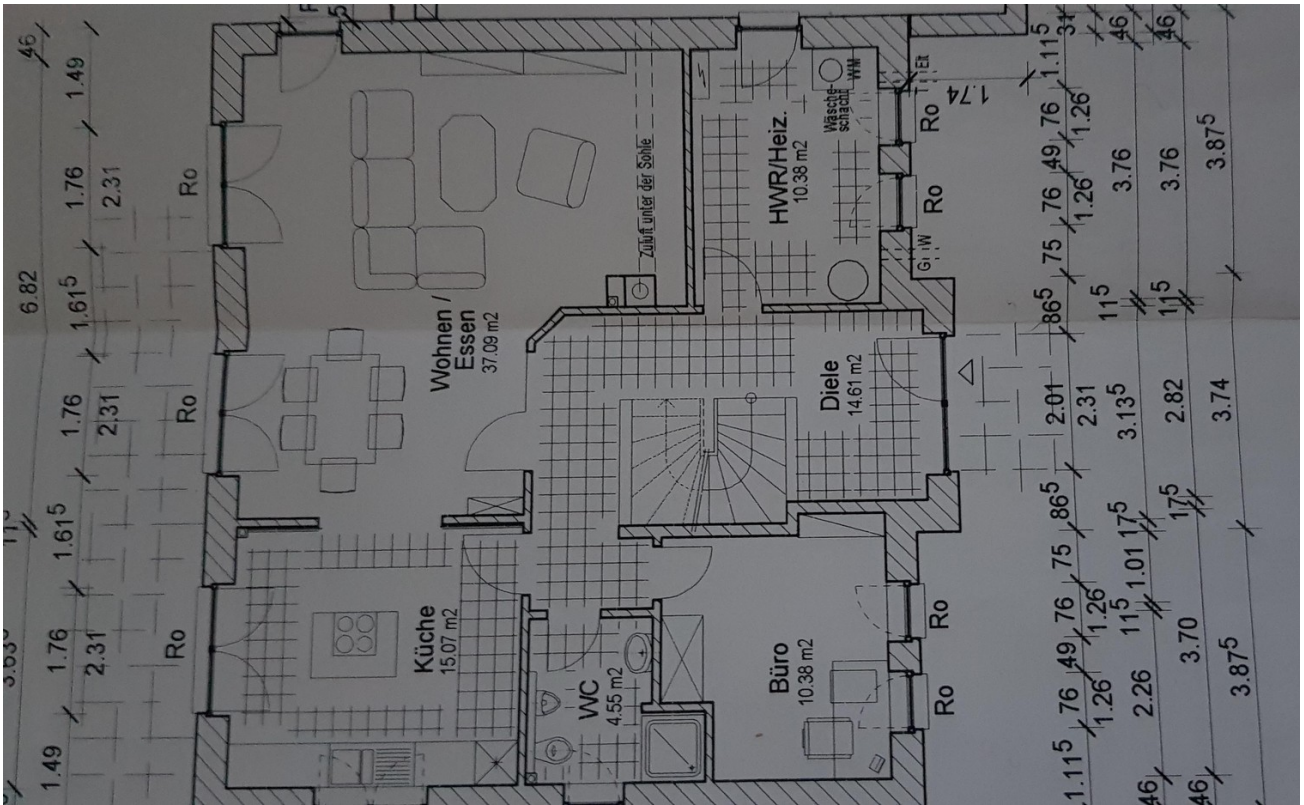 46
1.49
1.76
2.31
Ro
6.82
1.61⁵
1.76
2.31
Ro
1.61⁵
1.76
2.31
Ro
1.49
Wohnen /
Essen
37.09 m2
Zuluft unter der Sohle
HWR/Heiz.
10.38 m2
Wäsche-
schacht
WM
Elt
G
W
Diele
14.61 m2
Küche
15.07 m2
WC
4.55 m2
Büro
10.38 m2
Ro
Ro
Ro
Ro
1.74
1.11⁵
76
1.26
49
76
1.26
75
86⁵
2.01
2.31
86⁵
75
76
1.26
49
76
1.26
1.11⁵
46
3.76
11⁵
3.13⁵
17⁵
1.01
11⁵
2.26
46
46
3.76
11⁵
2.82
17⁵
3.70
46
3.87⁵
3.74
3.87⁵